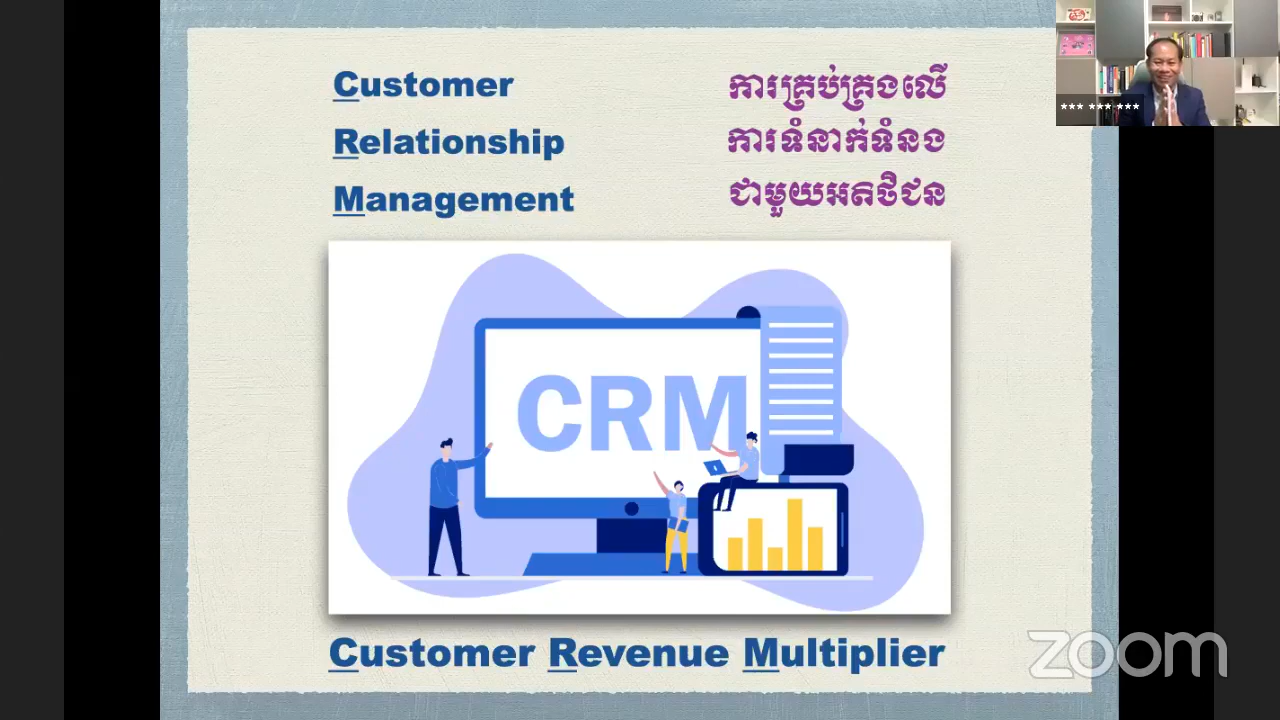 Customer
Relationship
Management
ការគ្រប់គ្រងលើ
ការទំនាក់ទំនង
ជាមួយអតិថិជន
*** *** ***
CRM
Customer Revenue Multiplier
zoom